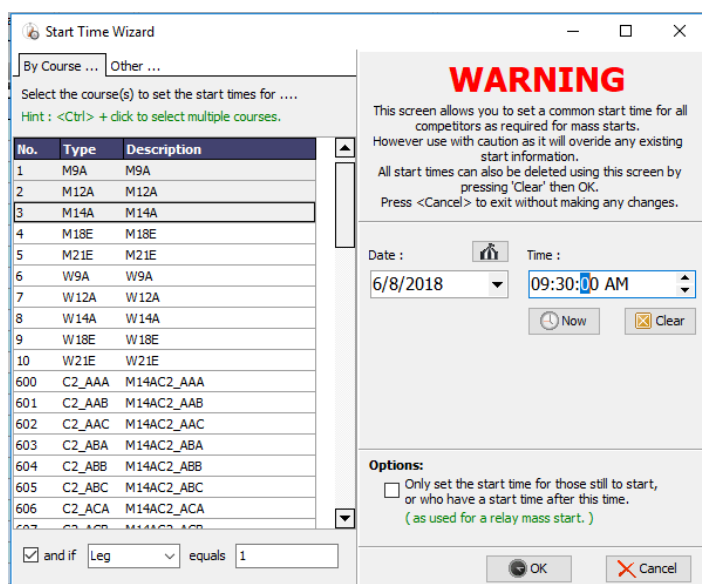 Start Time Wizard
By Course ... Other ...
Select the course(s) to set the start times for ....
Hint : <Ctrl> + click to select multiple courses.
No. Type Description
1 M9A M9A
2 M12A M12A
3 M14A M14A
4 M18E M18E
5 M21E M21E
6 W9A W9A
7 W12A W12A
8 W14A W14A
9 W18E W18E
10 W21E W21E
600 C2_AAA M14AC2_AAA
601 C2_AAB M14AC2_AAB
602 C2_AAC M14AC2_AAC
603 C2_ABA M14AC2_ABA
604 C2_ABB M14AC2_ABB
605 C2_ABC M14AC2_ABC
606 C2_ACA M14AC2_ACA
607 C2_ACB M14AC2_ACB
and if Leg equals 1
WARNING
This screen allows you to set a common start time for all
competitors as required for mass starts.
However use with caution as it will overide any existing
start information.
All start times can also be deleted using this screen by
pressing 'Clear' then OK.
Press <Cancel> to exit without making any changes.
Date : Time :
6/8/2018 09:30:00 AM
Now Clear
Options:
Only set the start time for those still to start,
or who have a start time after this time.
( as used for a relay mass start. )
OK Cancel